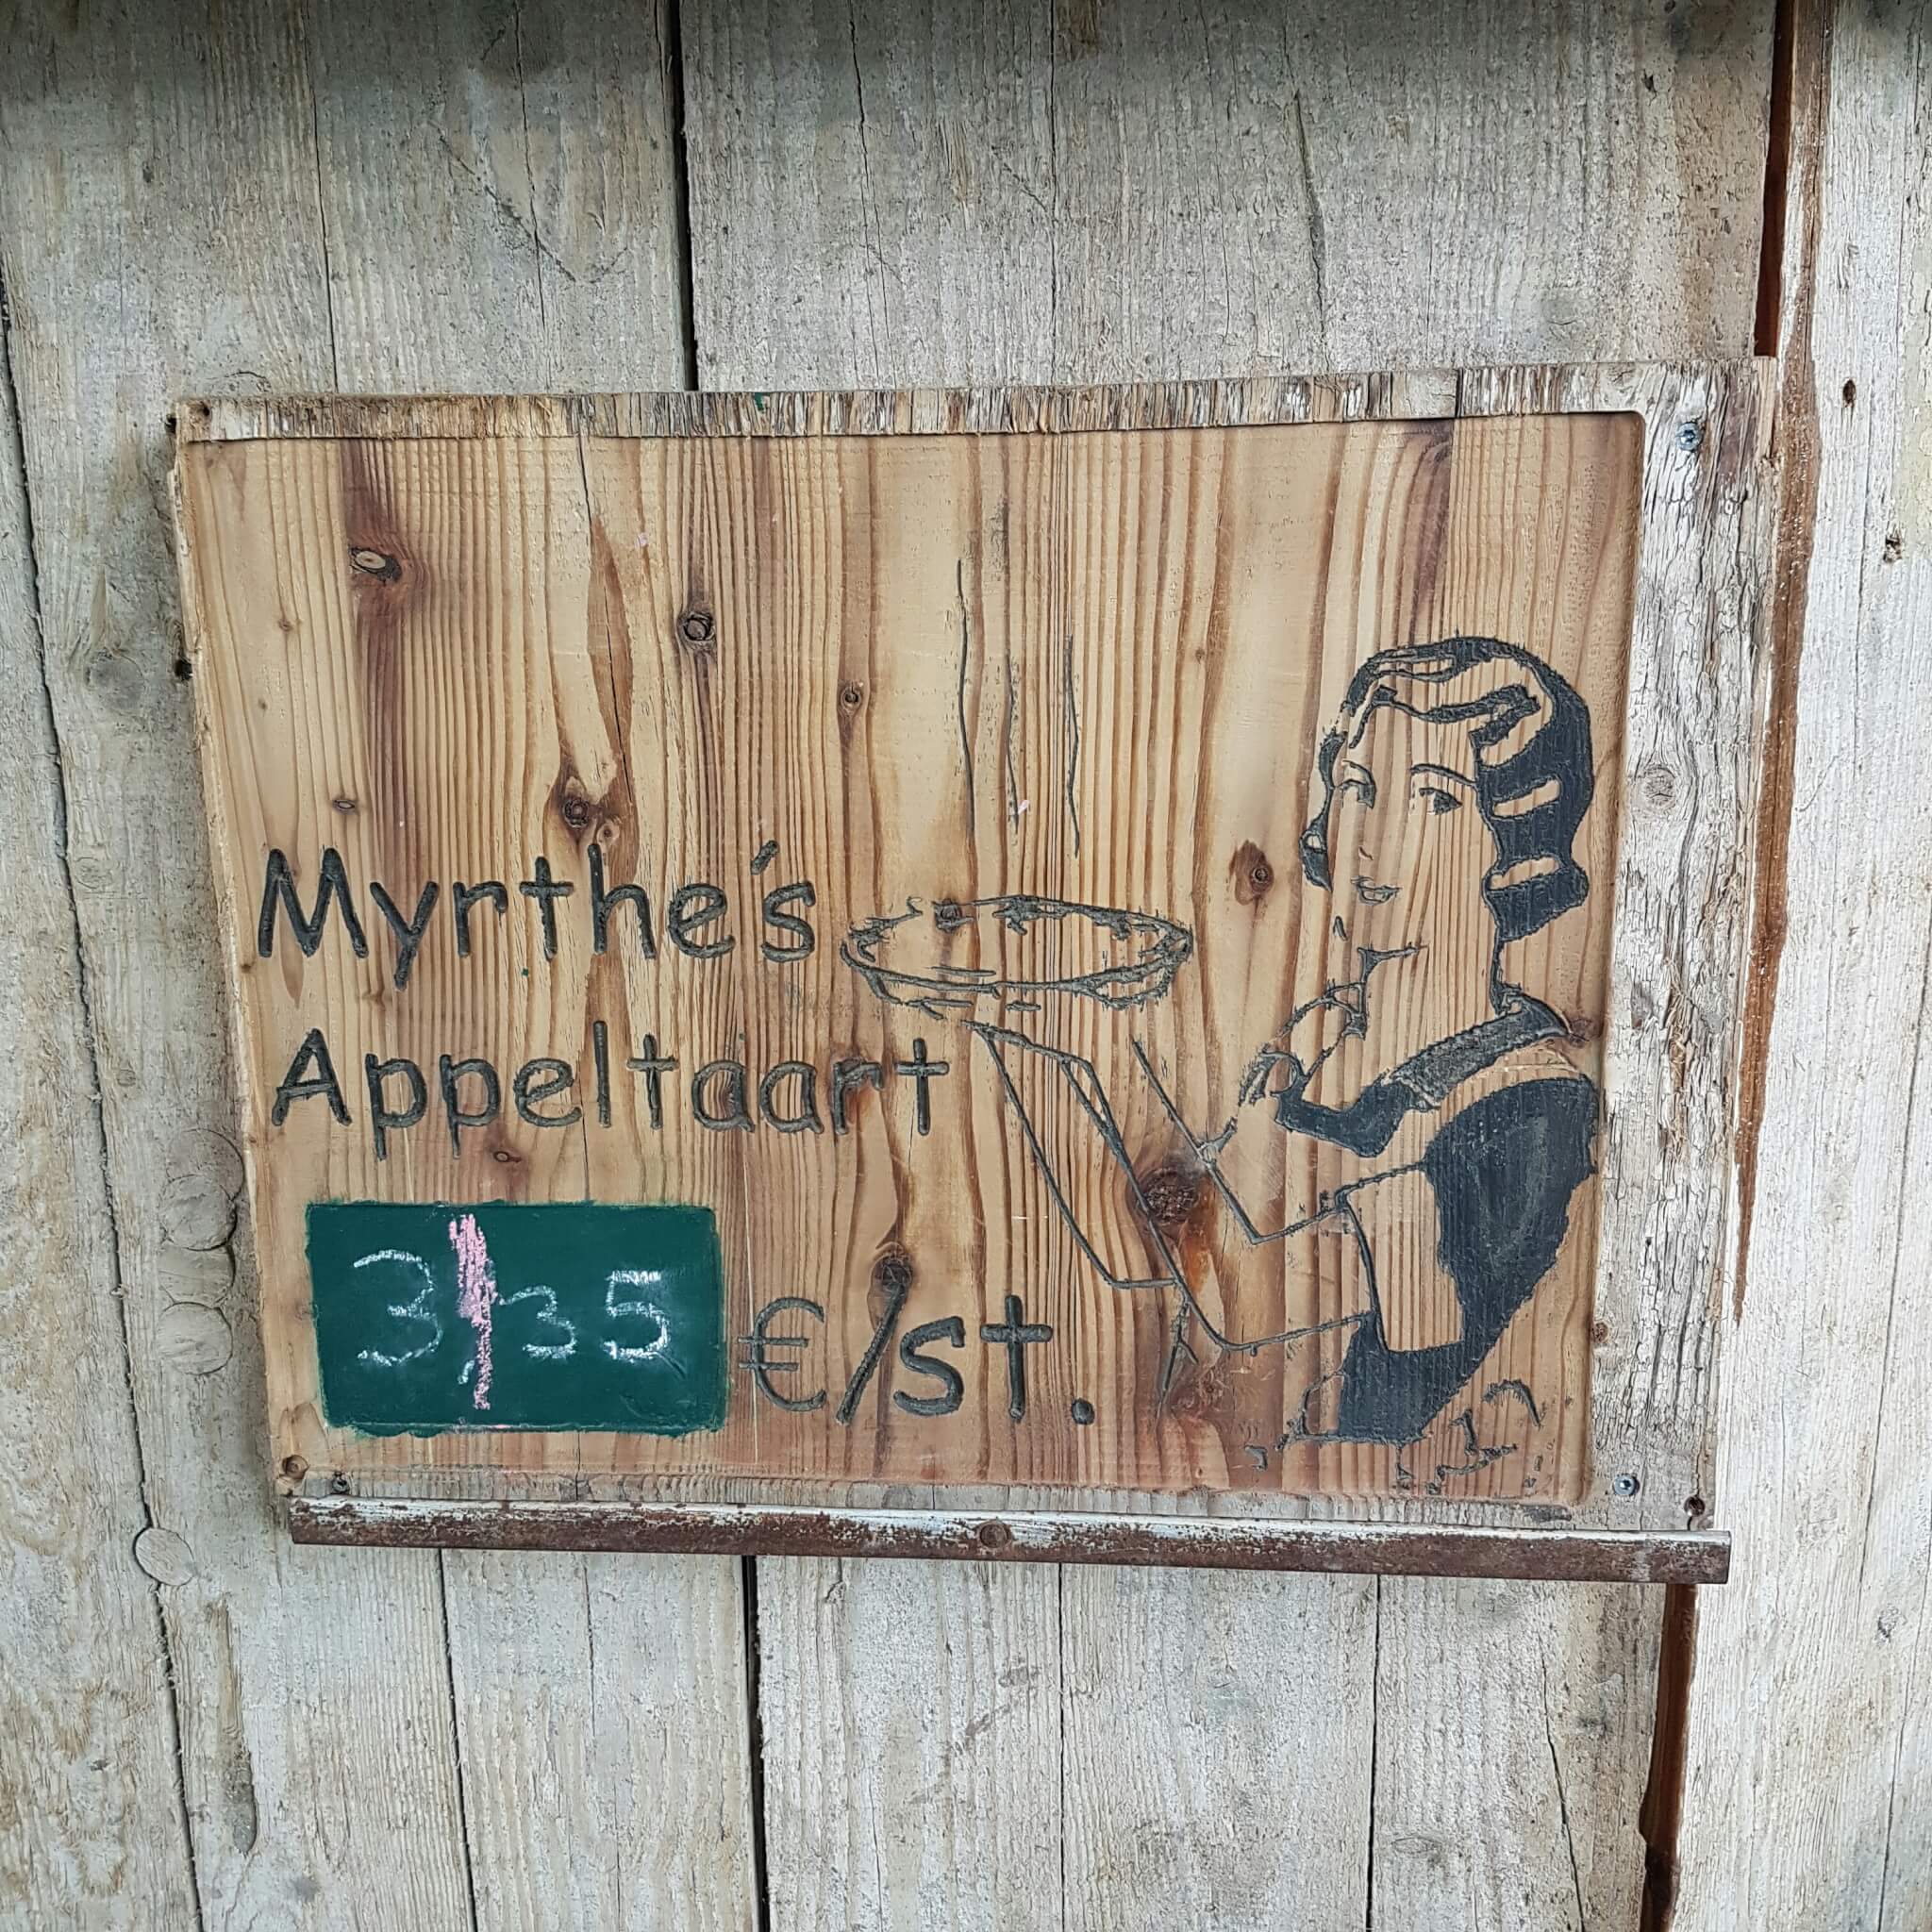 Myrthe's
Appeltaart
3,35 €/st.